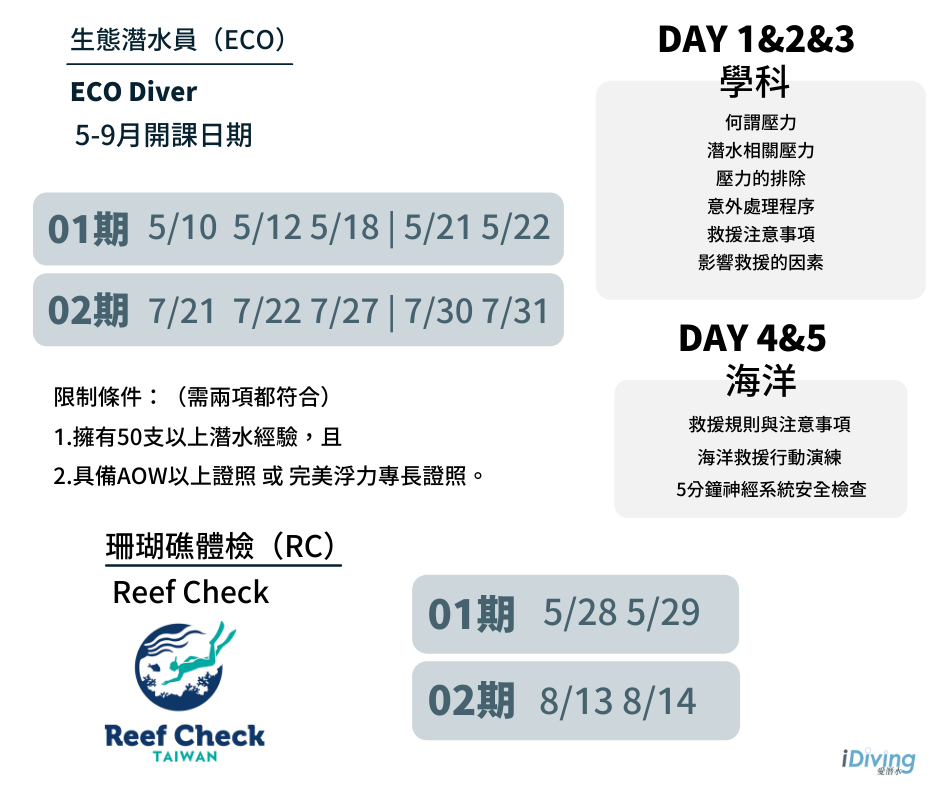 生態潛水員（ECO）
ECO Diver
5-9月開課日期
01期 5/10 5/12 5/18 | 5/21 5/22
02期 7/21 7/22 7/27 | 7/30 7/31
限制條件：（需兩項都符合）
1.擁有50支以上潛水經驗，且
2.具備AOW以上證照 或 完美浮力專長證照。
DAY 1&2&3
學科
何謂壓力
潛水相關壓力
壓力的排除
意外處理程序
救援注意事項
影響救援的因素
DAY 4&5
海洋
救援規則與注意事項
海洋救援行動演練
5分鐘神經系統安全檢查
珊瑚礁體檢（RC）
Reef Check
Reef Check
TAIWAN
01期 5/28 5/29
02期 8/13 8/14
iDiving
愛潛水